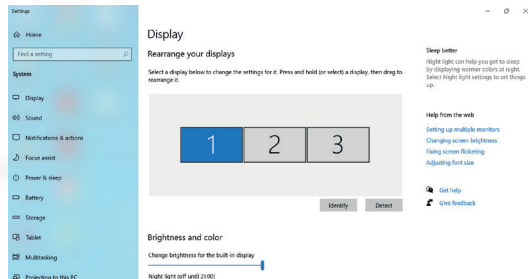 Settings
Home
Find a setting
System
Display
Sound
Notifications & actions
Focus assist
Power & sleep
Battery
Storage
Tablet
Multitasking
Projecting to this PC
Display
Rearrange your displays
Select a display below to change the settings for it. Press and hold (or select) a display, then drag to
rearrange it.
1 2 3
Identify Detect
Brightness and color
Change brightness for the built-in display
Night light (off until 21:00)
Sleep better
Night light can help you get to sleep
by displaying warmer colors at night.
Select Night light settings to set things
up.
Help from the web
Setting up multiple monitors
Changing screen brightness
Fixing screen flickering
Adjusting font size
Get help
Give feedback